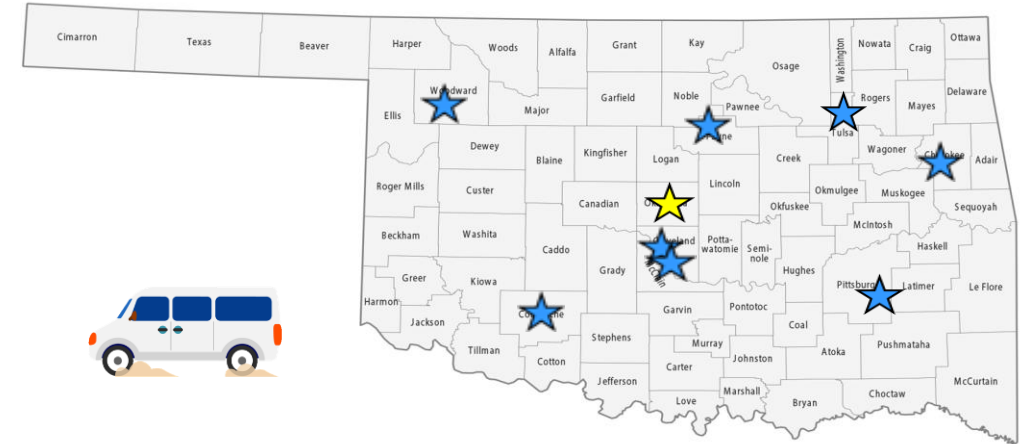 Cimarron
Texas
Beaver
Harper
Woods
Alfalfa
Grant
Kay
Osage
Washington
Nowata
Craig
Ottawa
Ellis
Major
Garfield
Noble
Pawnee
Rogers
Mayes
Delaware
Dewey
Blaine
Kingfisher
Logan
Creek
Tulsa
Wagoner
Adair
Roger Mills
Custer
Canadian
Lincoln
Okfuskee
Okmulgee
Muskogee
Sequoyah
Beckham
Washita
Caddo
Grady
Potta-
watomie
Semi-
nole
Hughes
McIntosh
Haskell
Greer
Kiowa
Harmon
Jackson
Latimer
Le Flore
Tillman
Cotton
Stephens
Garvin
Pontotoc
Coal
Murray
Johnston
Atoka
Pushmataha
Jefferson
Carter
Love
Marshall
Bryan
Choctaw
McCurtain